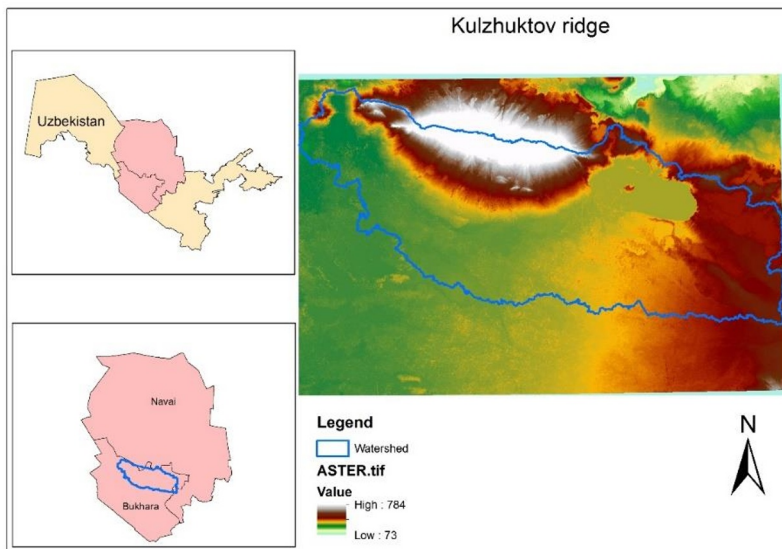 Kulzhuktov ridge
Uzbekistan
Navai
Bukhara
Legend
Watershed
ASTER.tif
Value
High : 784
Low : 73
N